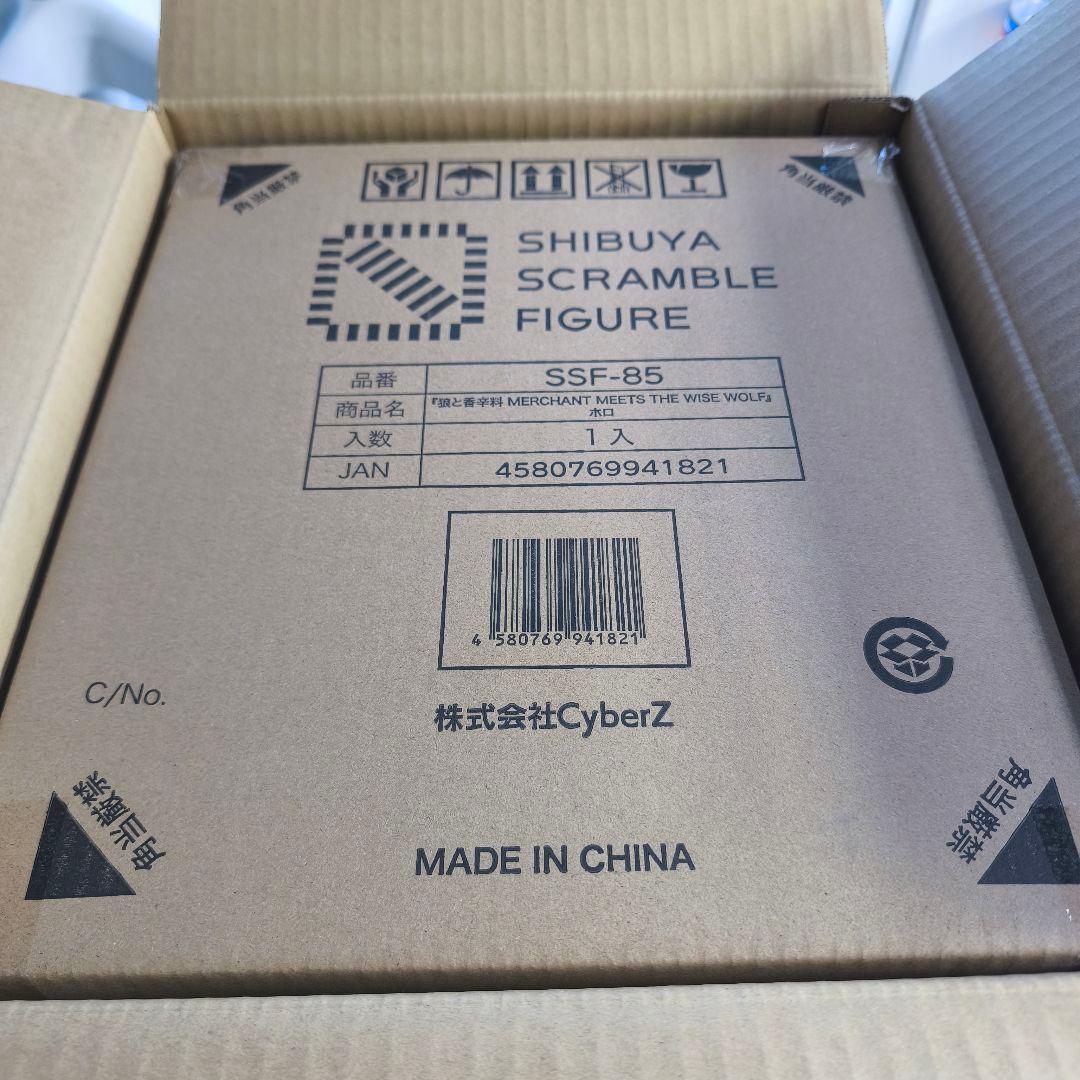 角当厳禁
角当厳禁
SHIBUYA
SCRAMBLE
FIGURE
品番 SSF-85
商品名 『狼と香辛料 MERCHANT MEETS THE WISE WOLF』
ホロ
入数 1入
JAN 4580769941821
4 580769 941821
C/No.
株式会社CyberZ
角当厳禁
角当厳禁
MADE IN CHINA